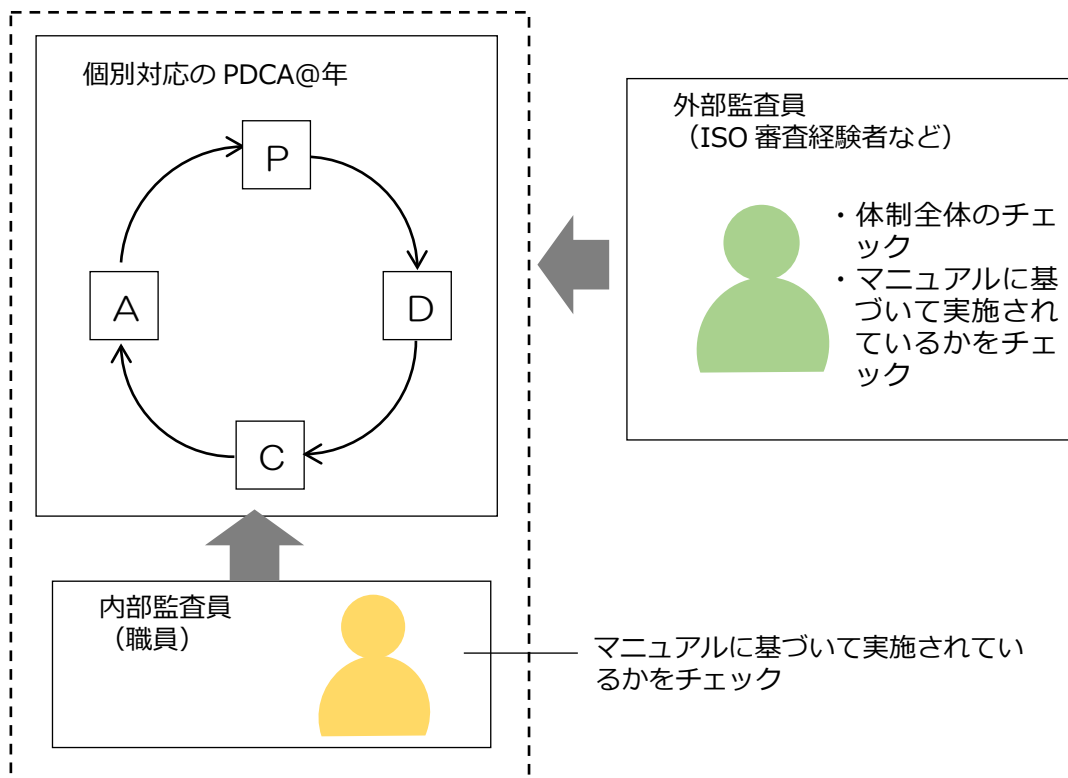 個別対応の PDCA@年
P
D
C
A
外部監査員
（ISO 審査経験者など）
・体制全体のチェ
ック
・マニュアルに基
づいて実施され
ているかをチェ
ック
内部監査員
（職員）
マニュアルに基づいて実施されてい
るかをチェック